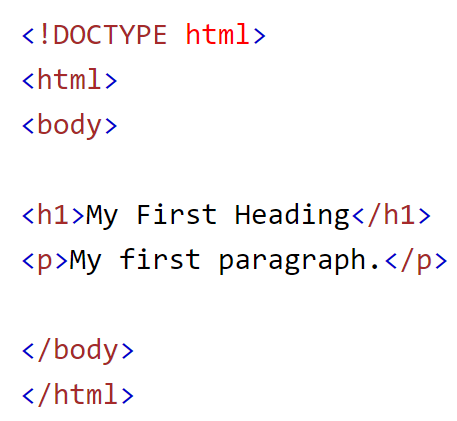 <!DOCTYPE html>
<html>
<body>
<h1>My First Heading</h1>
<p>My first paragraph.</p>
</body>
</html>